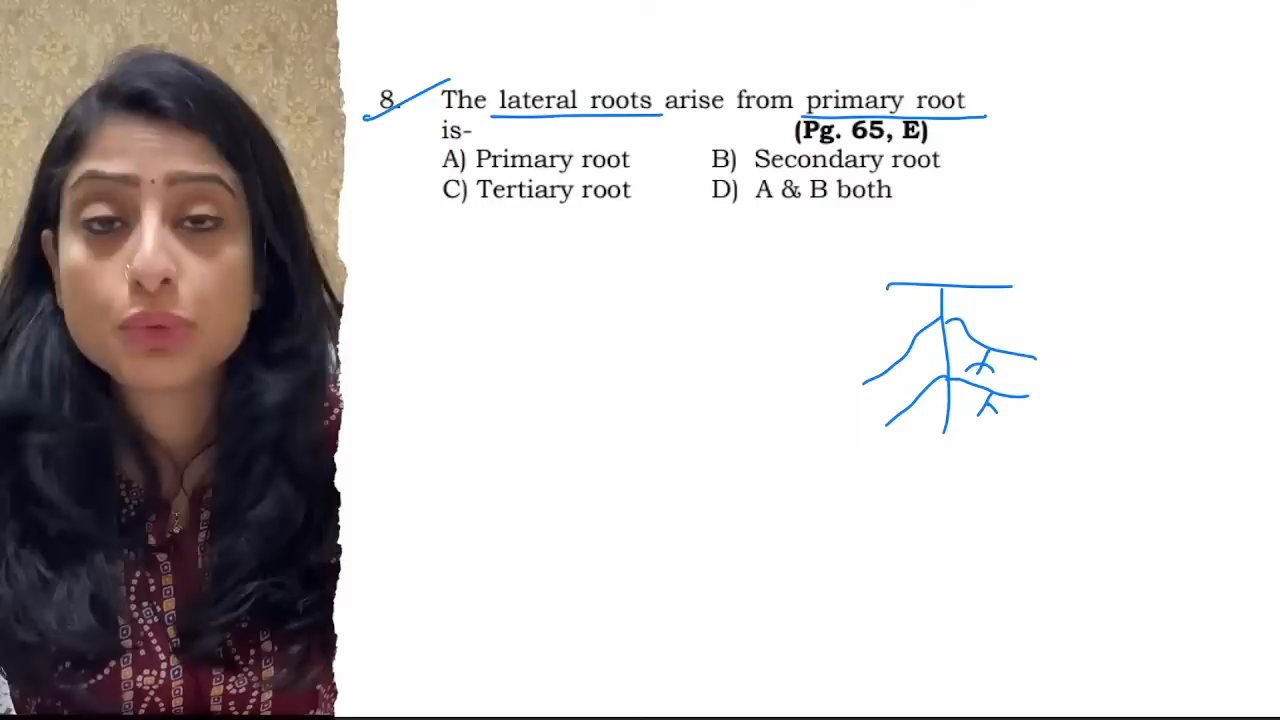 8. The lateral roots arise from primary root
is- (Pg. 65, E)
A) Primary root B) Secondary root
C) Tertiary root D) A & B both